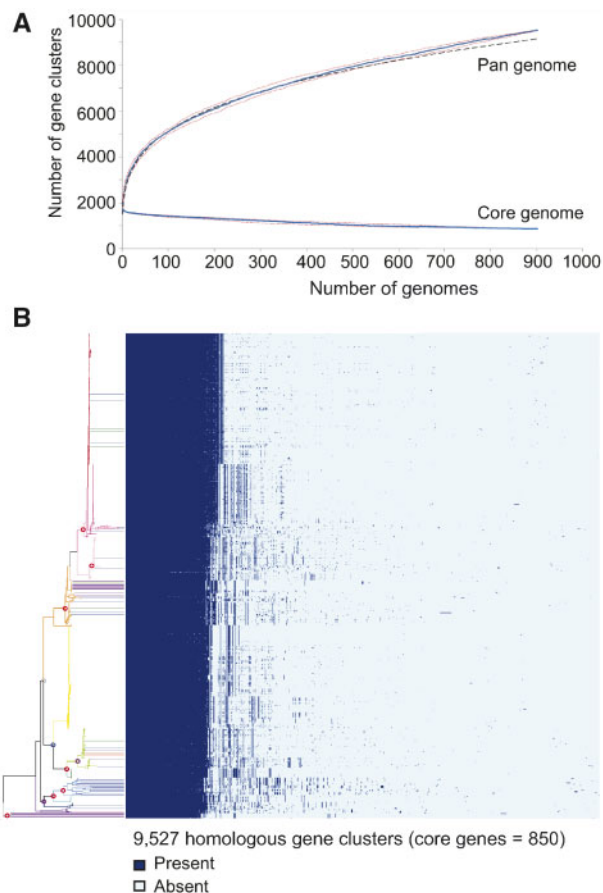 A
Number of gene clusters
10000
8000
6000
4000
2000
0
Pan genome
Core genome
0 100 200 300 400 500 600 700 800 900 1000
Number of genomes
B
9,527 homologous gene clusters (core genes = 850)
Present
Absent